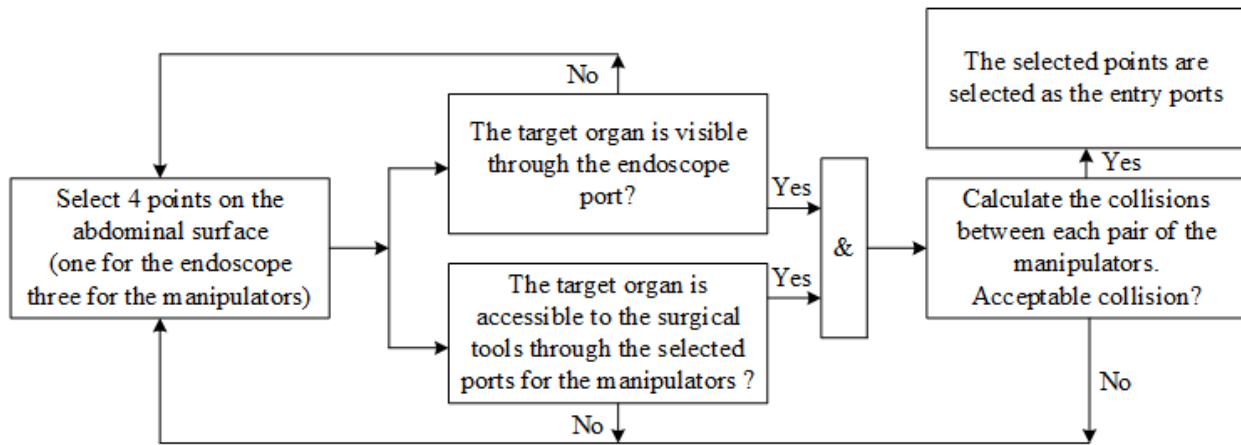 Select 4 points on the
abdominal surface
(one for the endoscope
three for the manipulators)
No
The target organ is visible
through the endoscope
port?
Yes
The target organ is
accessible to the surgical
tools through the selected
ports for the manipulators ?
Yes
No
&
Calculate the collisions
between each pair of the
manipulators.
Acceptable collision?
Yes
No
The selected points are
selected as the entry ports